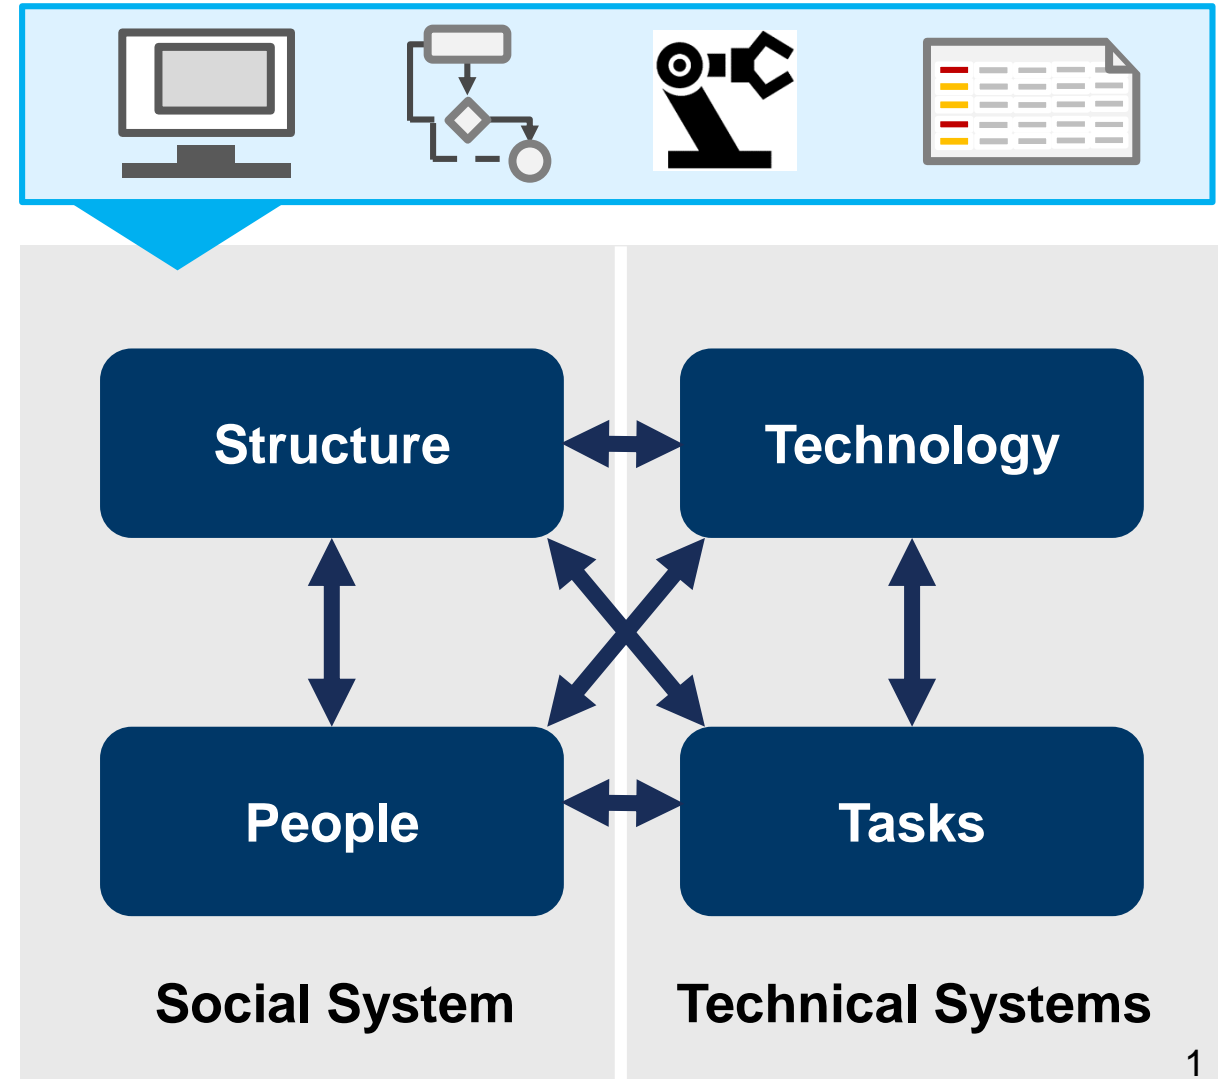 Structure
Technology
People
Tasks
Social System
Technical Systems
1